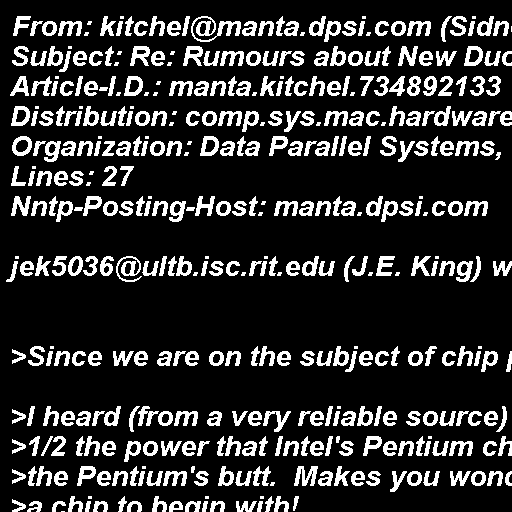 From: kitchel@manta.dpsi.com (Sidn
Subject: Re: Rumours about New Duo
Article-I.D.: manta.kitchel.734892133
Distribution: comp.sys.mac.hardware
Organization: Data Parallel Systems,
Lines: 27
Nntp-Posting-Host: manta.dpsi.com
jek5036@ultb.isc.rit.edu (J.E. King) w
>Since we are on the subject of chip p
>I heard (from a very reliable source)
>1/2 the power that Intel's Pentium ch
>the Pentium's butt.  Makes you wond
>a chip to begin with!